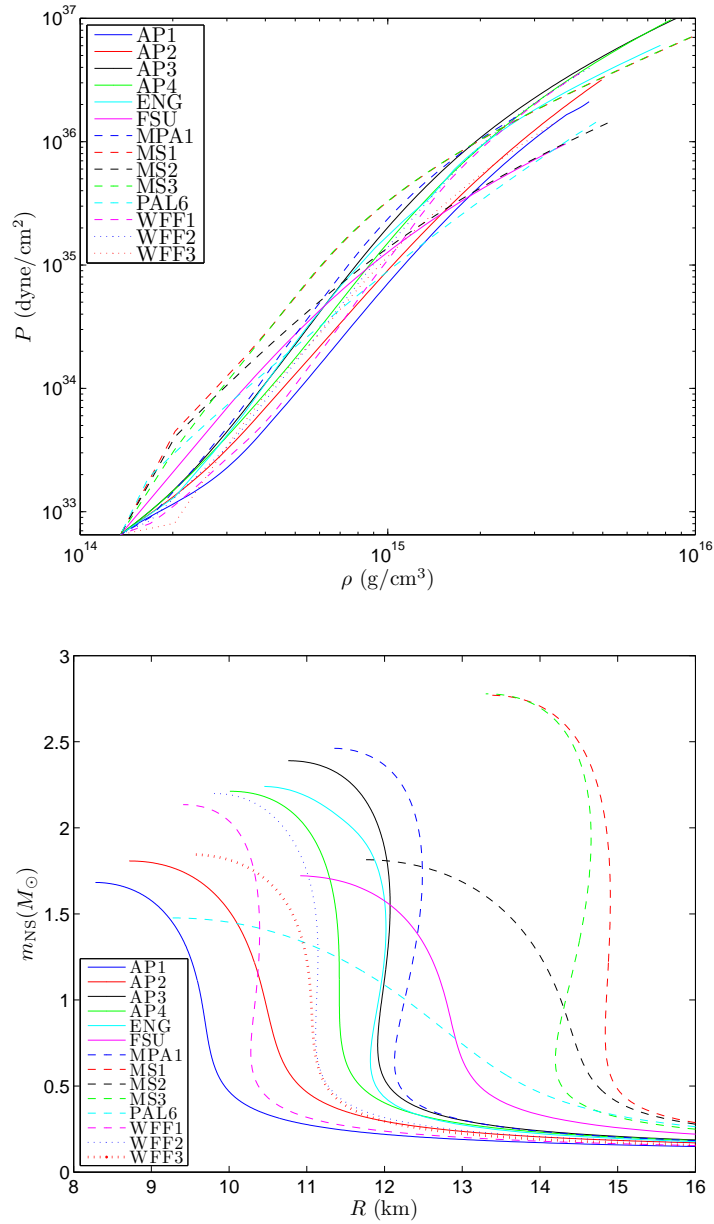 10^37
10^36
10^35
10^34
10^33
P (dyne/cm^2)
AP1
AP2
AP3
AP4
ENG
FSU
MPA1
MS1
MS2
MS3
PAL6
WFF1
WFF2
WFF3
10^14 10^15 10^16
ρ (g/cm^3)
3
2.5
2
1.5
1
0.5
0
m_NS(M_⊙)
AP1
AP2
AP3
AP4
ENG
FSU
MPA1
MS1
MS2
MS3
PAL6
WFF1
WFF2
WFF3
8 9 10 11 12 13 14 15 16
R (km)